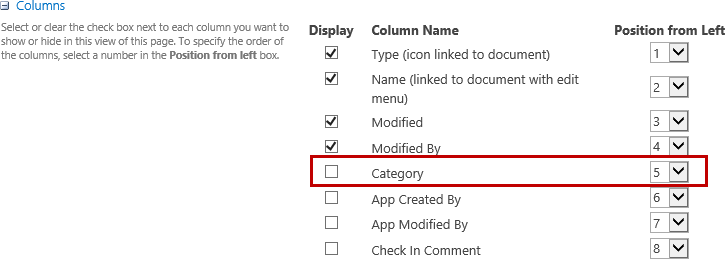 Columns
Select or clear the check box next to each column you want to
show or hide in this view of this page. To specify the order of
the columns, select a number in the Position from left box.
Display Column Name Position from Left
Type (icon linked to document) 1
Name (linked to document with edit
menu) 2
Modified 3
Modified By 4
Category 5
App Created By 6
App Modified By 7
Check In Comment 8